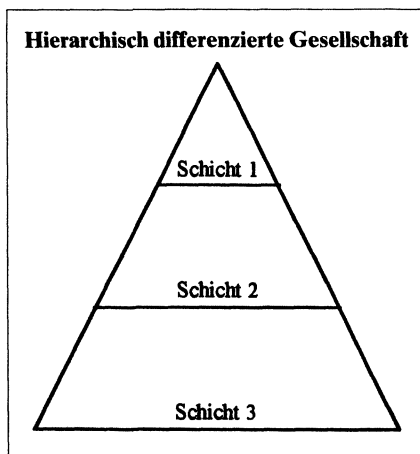 Hierarchisch differenzierte Gesellschaft
Schicht 1
Schicht 2
Schicht 3